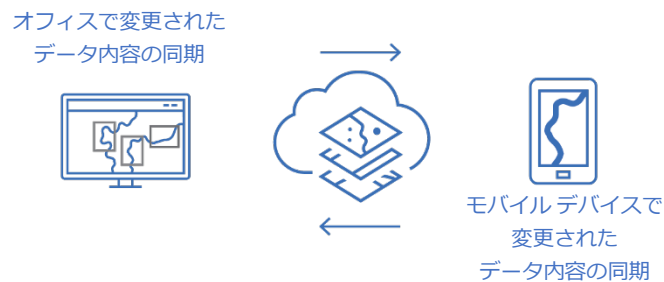 オフィスで変更された
データ内容の同期
モバイル デバイスで
変更された
データ内容の同期